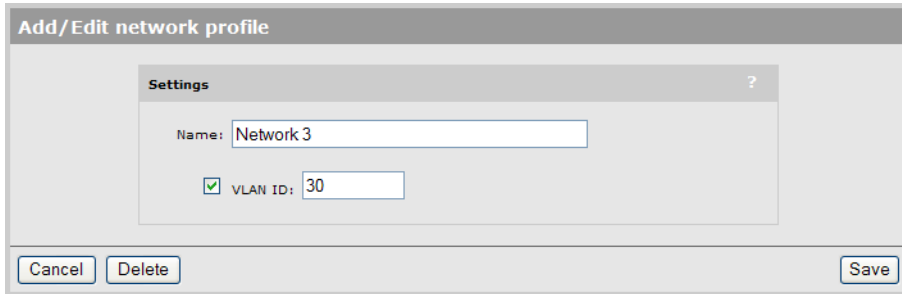 Add/Edit network profile
Settings ?
Name: Network 3
VLAN ID: 30
Cancel Delete Save